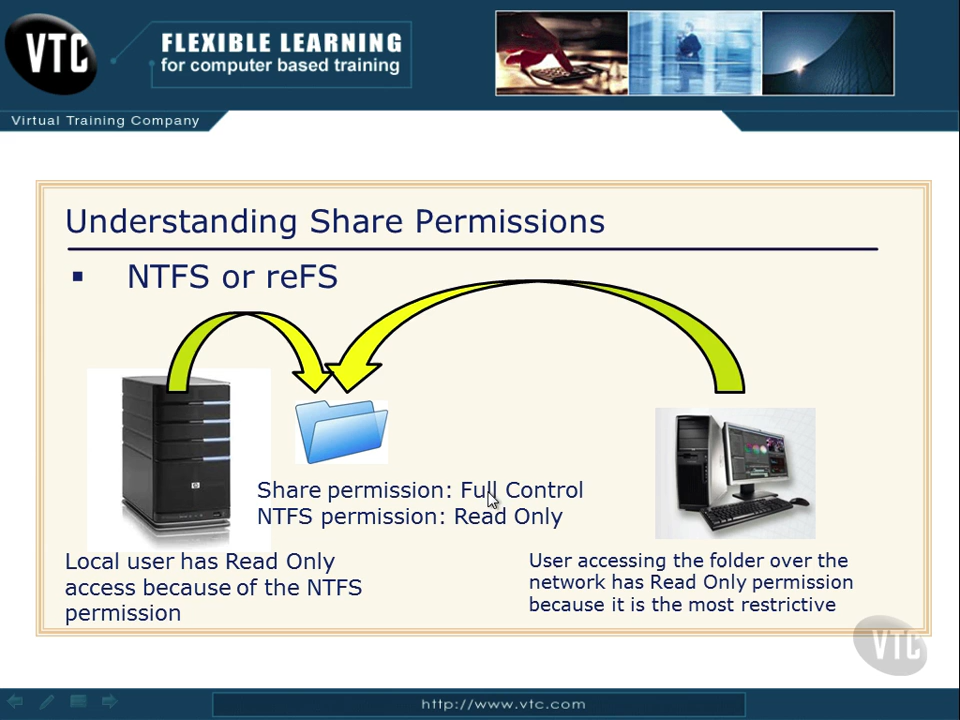 VTC
FLEXIBLE LEARNING
for computer based training
Virtual Training Company
Understanding Share Permissions
▪ NTFS or reFS
Share permission: Full Control
NTFS permission: Read Only
Local user has Read Only
access because of the NTFS
permission
User accessing the folder over the
network has Read Only permission
because it is the most restrictive
VTC
http://www.vtc.com